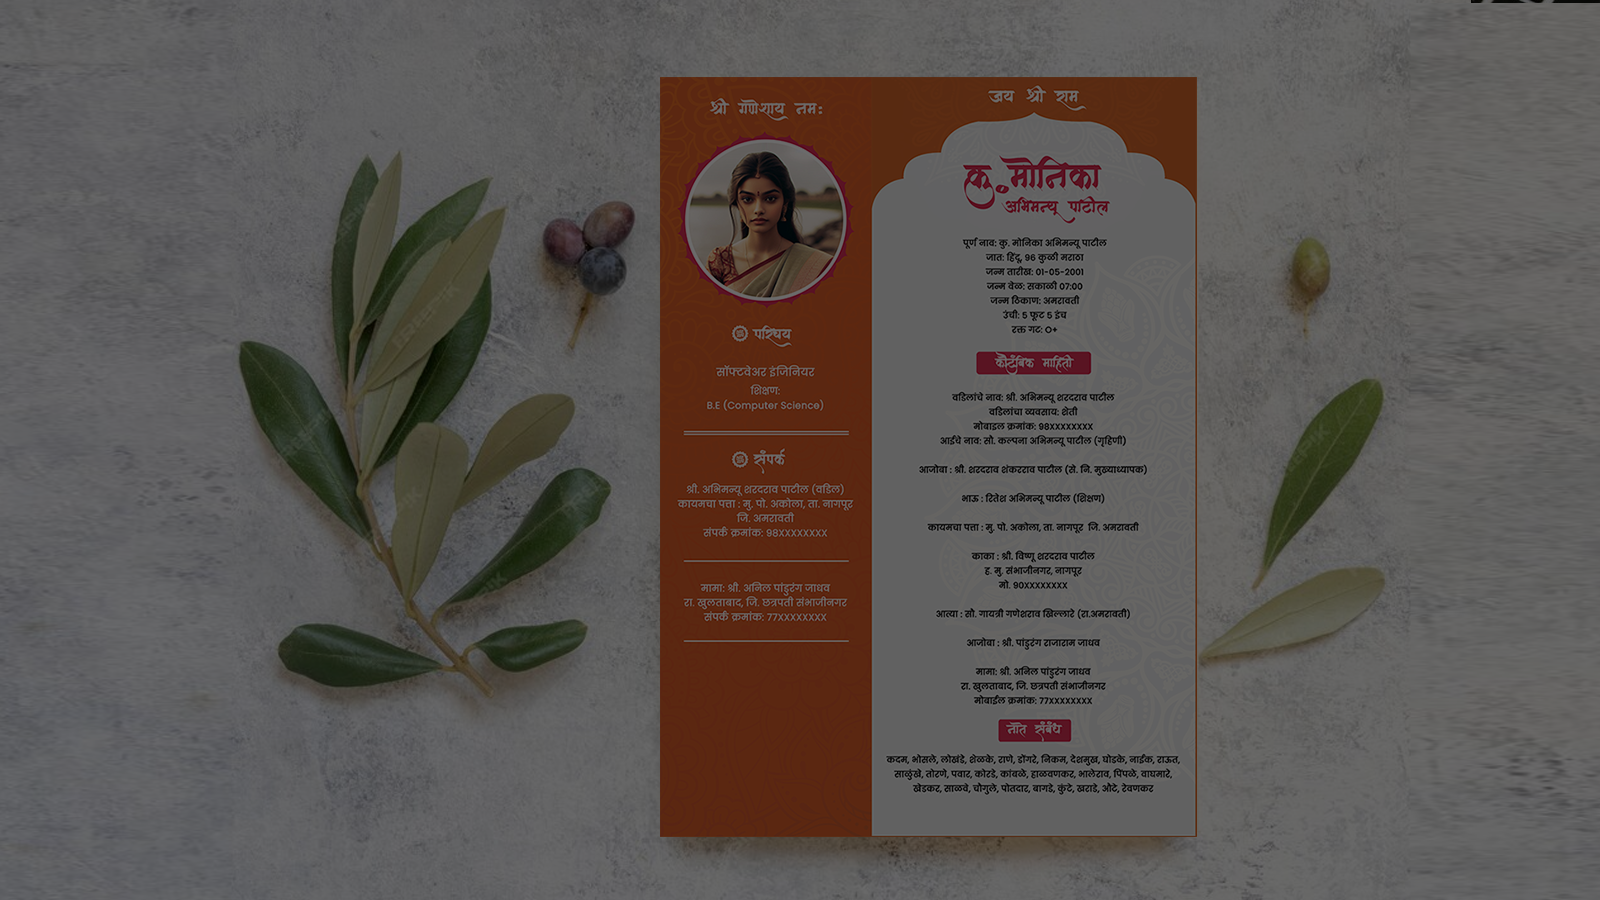 श्री गणेशाय नमः
परिचय
सॉफ्टवेअर इंजिनियर
शिक्षण:
B.E (Computer Science)
संपर्क
श्री. अभिमन्यू शरदराव पाटील (वडिल)
कायमचा पत्ता : मु. पो. अकोला, ता. नागपूर
जि. अमरावती
संपर्क क्रमांक: 98XXXXXXXX
मामा: श्री. अनिल पांडुरंग जाधव
रा. खुलताबाद, जि. छत्रपती संभाजीनगर
संपर्क क्रमांक: 77XXXXXXXX
जय श्री राम
कु. मोनिका
अभिमन्यू पाटील
पूर्ण नाव: कु. मोनिका अभिमन्यू पाटील
जात: हिंदू, 96 कुळी मराठा
जन्म तारीख: 01-05-2001
जन्म वेळ: सकाळी 07:00
जन्म ठिकाण: अमरावती
उंची: 5 फूट 5 इंच
रक्त गट: O+
कौटुंबिक माहिती
वडिलांचे नाव: श्री. अभिमन्यू शरदराव पाटील
वडिलांचा व्यवसाय: शेती
मोबाइल क्रमांक: 98XXXXXXXX
आईचे नाव: सौ. कल्पना अभिमन्यू पाटील (गृहिणी)
आजोबा : श्री. शरदराव शंकरराव पाटील (से. नि. मुख्याध्यापक)
भाऊ : रितेश अभिमन्यू पाटील (शिक्षण)
कायमचा पत्ता : मु. पो. अकोला, ता. नागपूर जि. अमरावती
काका : श्री. विष्णू शरदराव पाटील
ह. मु. संभाजीनगर, नागपूर
मो. 90XXXXXXXX
आत्या : सौ. गायत्री गणेशराव खिल्लारे (रा.अमरावती)
आजोबा : श्री. पांडुरंग राजाराम जाधव
मामा: श्री. अनिल पांडुरंग जाधव
रा. खुलताबाद, जि. छत्रपती संभाजीनगर
मोबाईल क्रमांक: 77XXXXXXXX
नाते संबंध
कदम, भोसले, लोखंडे, शेळके, राणे, डोंगरे, निकम, देशमुख, घोडके, नाईक, राऊत,
साळुंखे, तोरणे, पवार, कोरडे, कांबळे, हाळवणकर, भालेराव, पिंपळे, वाघमारे,
खेडकर, साळवे, चौगुले, पोतदार, बागडे, कुंटे, खराडे, औटे, रेवणकर